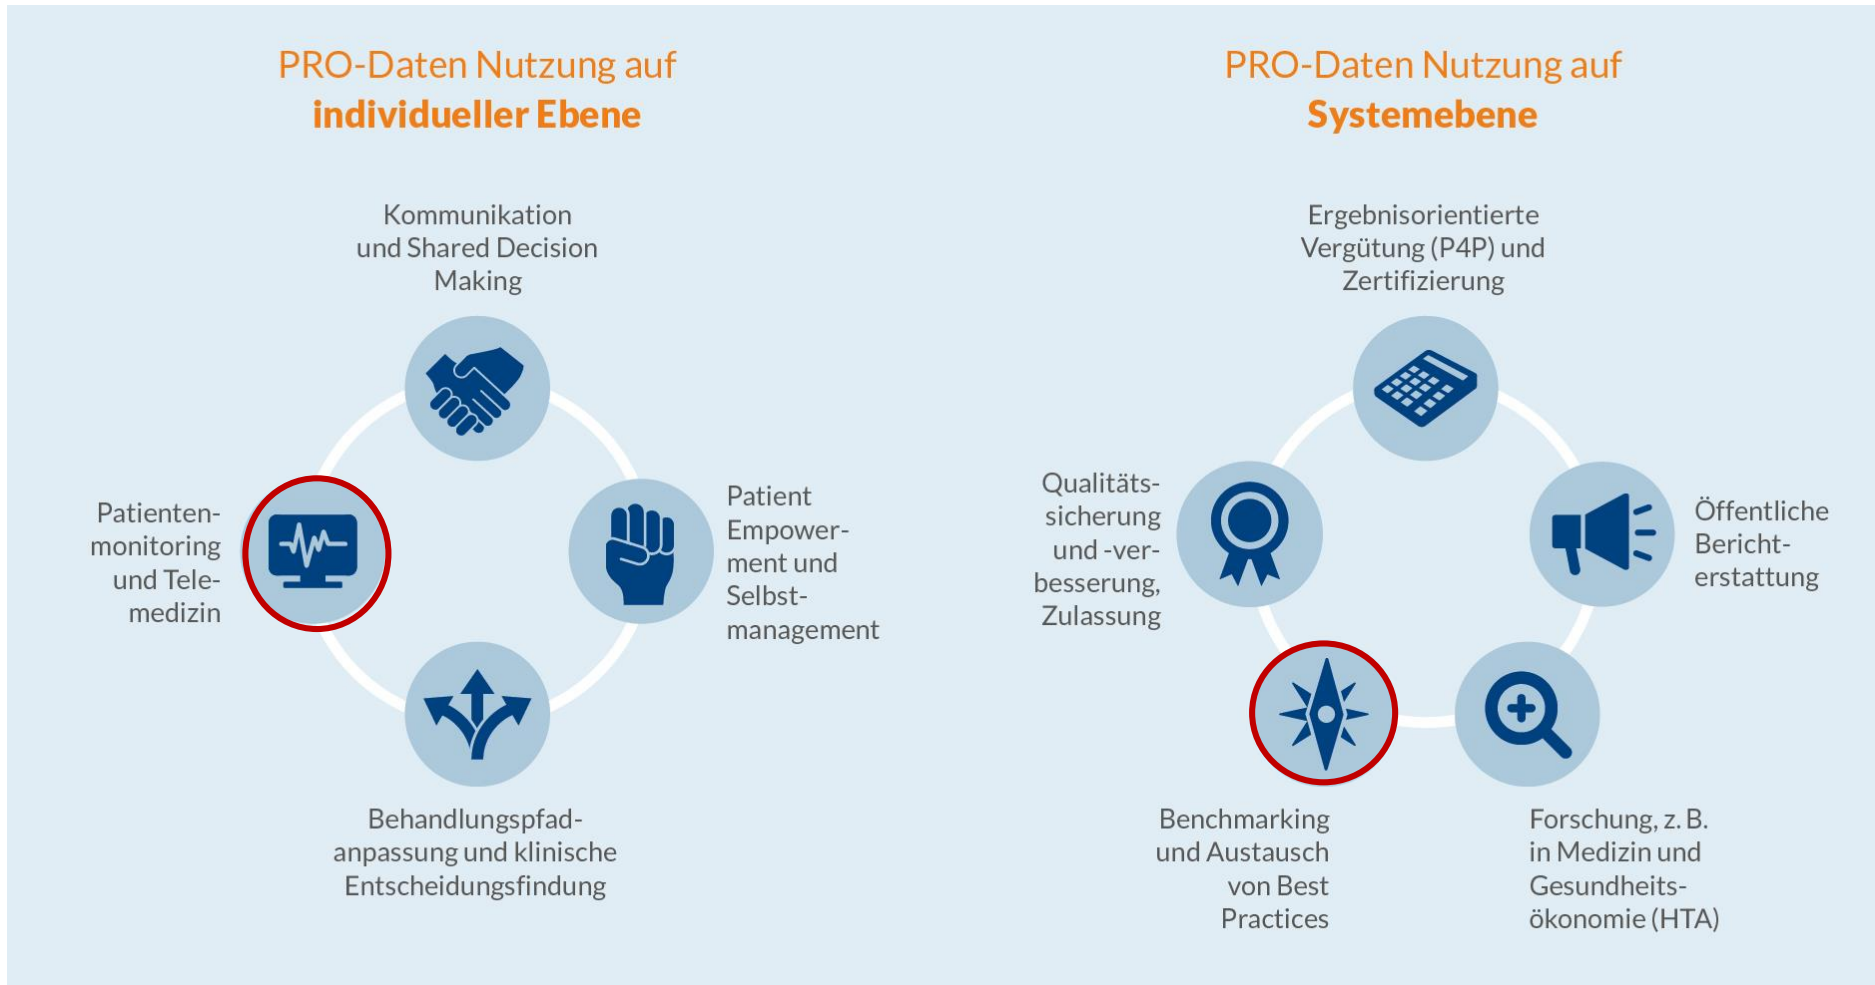 PRO-Daten Nutzung auf
individueller Ebene
Kommunikation
und Shared Decision
Making
Patienten-
monitoring
und Tele-
medizin
Patient
Empower-
ment und
Selbst-
management
Behandlungspfad-
anpassung und klinische
Entscheidungsfindung
PRO-Daten Nutzung auf
Systemebene
Ergebnisorientierte
Vergütung (P4P) und
Zertifizierung
Qualitäts-
sicherung
und -ver-
besserung,
Zulassung
Öffentliche
Bericht-
erstattung
Benchmarking
und Austausch
von Best
Practices
Forschung, z. B.
in Medizin und
Gesundheits-
ökonomie (HTA)